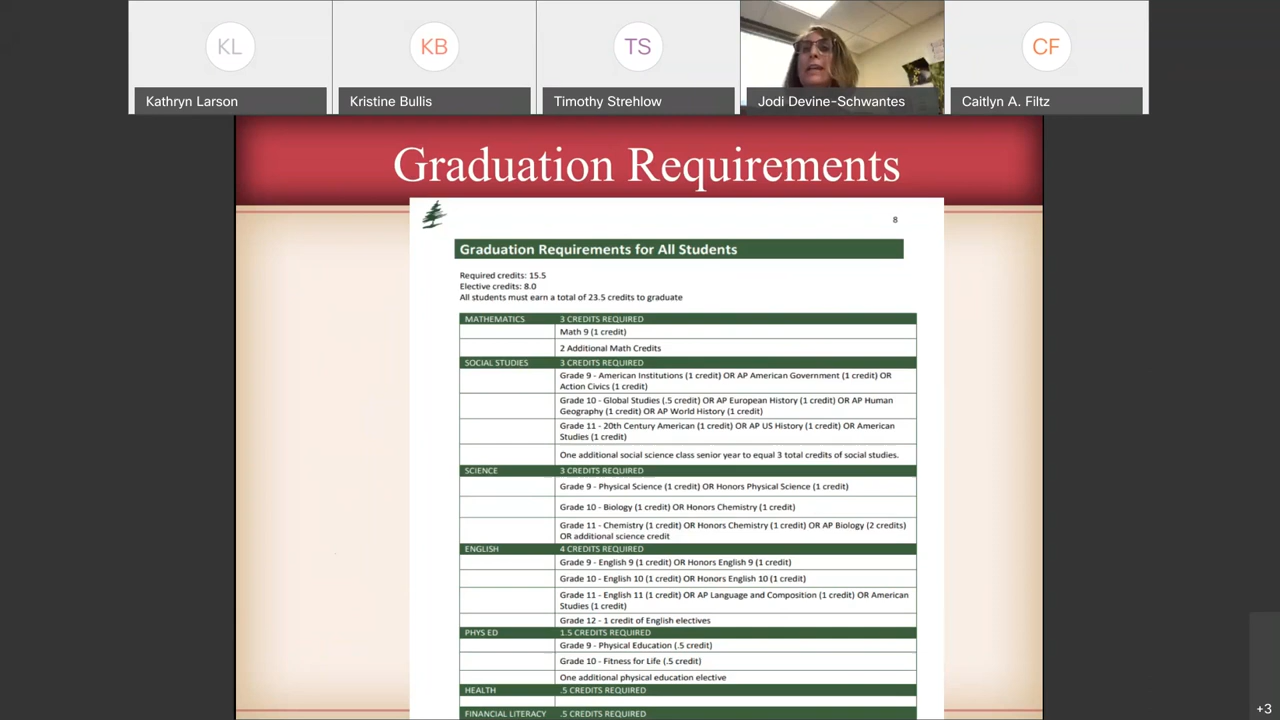 KL
KB
TS
CF
Kathryn Larson
Kristine Bullis
Timothy Strehlow
Jodi Devine-Schwantes
Caitlyn A. Filtz
Graduation Requirements
8
Graduation Requirements for All Students
Required credits: 15.5
Elective credits: 8.0
All students must earn a total of 23.5 credits to graduate
MATHEMATICS 3 CREDITS REQUIRED
Math 9 (1 credit)
2 Additional Math Credits
SOCIAL STUDIES 3 CREDITS REQUIRED
Grade 9 - American Institutions (1 credit) OR AP American Government (1 credit) OR
Action Civics (1 credit)
Grade 10 - Global Studies (.5 credit) OR AP European History (1 credit) OR AP Human
Geography (1 credit) OR AP World History (1 credit)
Grade 11 - 20th Century American (1 credit) OR AP US History (1 credit) OR American
Studies (1 credit)
One additional social science class senior year to equal 3 total credits of social studies.
SCIENCE 3 CREDITS REQUIRED
Grade 9 - Physical Science (1 credit) OR Honors Physical Science (1 credit)
Grade 10 - Biology (1 credit) OR Honors Chemistry (1 credit)
Grade 11 - Chemistry (1 credit) OR Honors Chemistry (1 credit) OR AP Biology (2 credits)
OR additional science credit
ENGLISH 4 CREDITS REQUIRED
Grade 9 - English 9 (1 credit) OR Honors English 9 (1 credit)
Grade 10 - English 10 (1 credit) OR Honors English 10 (1 credit)
Grade 11 - English 11 (1 credit) OR AP Language and Composition (1 credit) OR American
Studies (1 credit)
Grade 12 - 1 credit of English electives
PHYS ED 1.5 CREDITS REQUIRED
Grade 9 - Physical Education (.5 credit)
Grade 10 - Fitness for Life (.5 credit)
One additional physical education elective
HEALTH .5 CREDITS REQUIRED
FINANCIAL LITERACY .5 CREDITS REQUIRED
+3